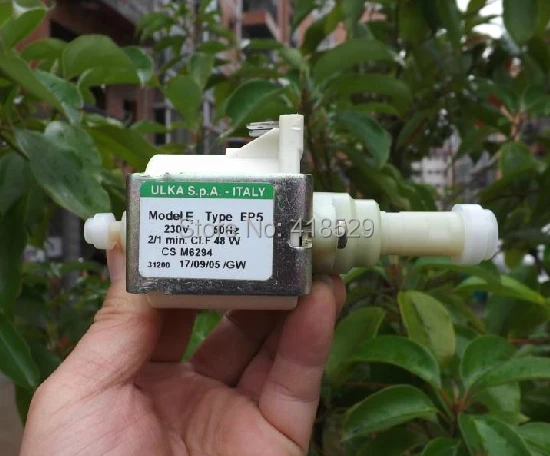 ULKA S.p.A. - ITALY
Model E Type EP5
230V 50Hz
2/1 min. Cl.F 48 W
CS M6294
31200 17/09/05 /GW
Store No: 418529